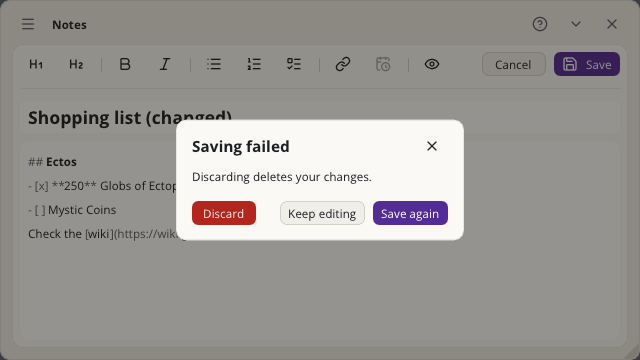 Notes
H1 H2 B I Cancel Save
Shopping list (changed)
## Ectos
- [x] **250** Globs of Ectop
- [ ] Mystic Coins
Check the [wiki](https://wiki
Saving failed
Discarding deletes your changes.
Discard Keep editing Save again